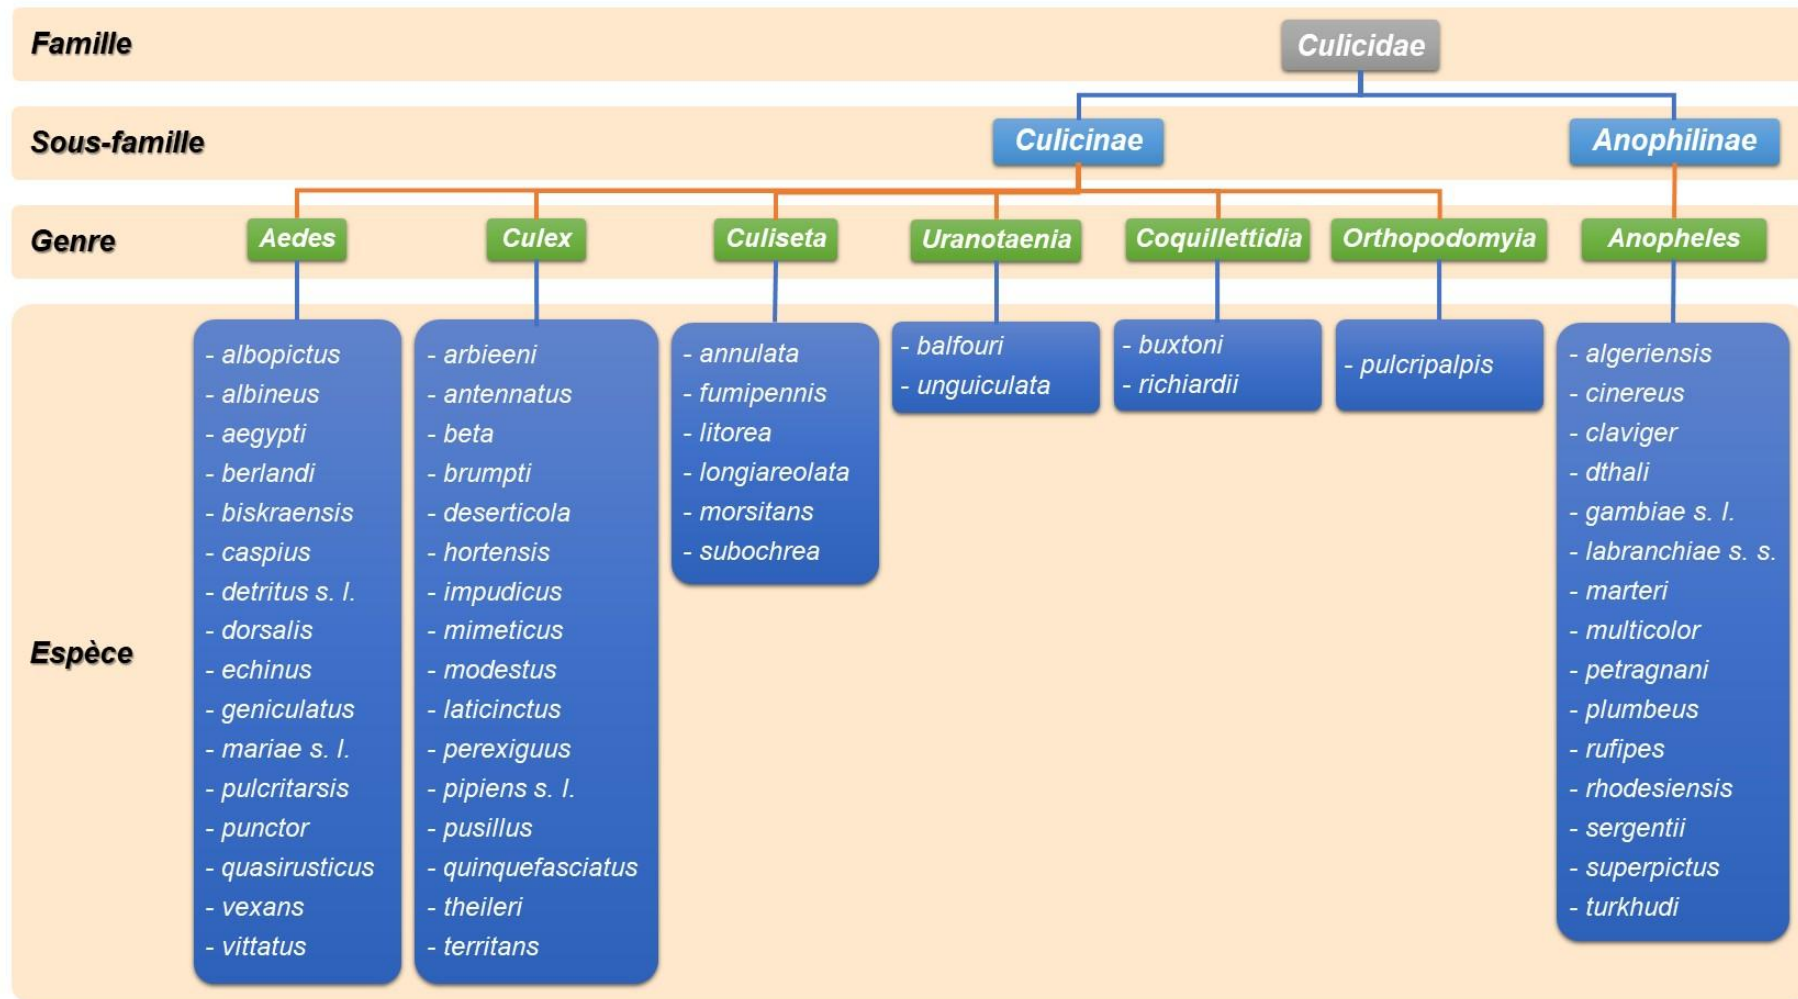 Famille
Culicidae
Sous-famille
Culicinae
Anophilinae
Genre
Aedes
Culex
Culiseta
Uranotaenia
Coquillettidia
Orthopodomyia
Anopheles
Espèce
- albopictus
- albineus
- aegypti
- berlandi
- biskraensis
- caspius
- detritus s. l.
- dorsalis
- echinus
- geniculatus
- mariae s. l.
- pulcritarsis
- punctor
- quasirusticus
- vexans
- vittatus
- arbieeni
- antennatus
- beta
- brumpti
- deserticola
- hortensis
- impudicus
- mimeticus
- modestus
- laticinctus
- perexiguus
- pipiens s. l.
- pusillus
- quinquefasciatus
- theileri
- territans
- annulata
- fumipennis
- litorea
- longiareolata
- morsitans
- subochrea
- balfouri
- unguiculata
- buxtoni
- richiardii
- pulcripalpis
- algeriensis
- cinereus
- claviger
- dthali
- gambiae s. l.
- labranchiae s. s.
- marteri
- multicolor
- petragnani
- plumbeus
- rufipes
- rhodesiensis
- sergentii
- superpictus
- turkhudi